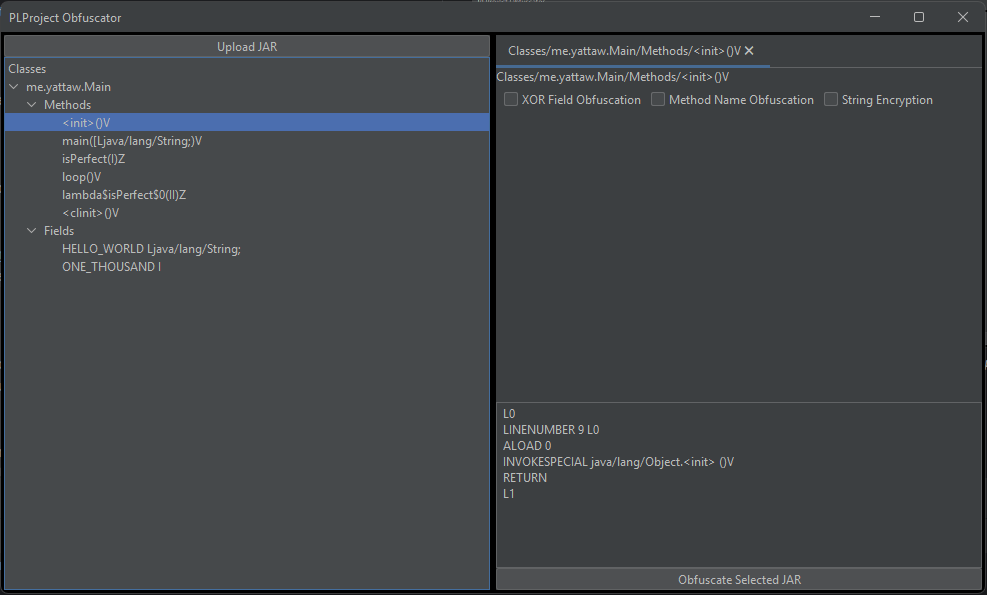 PLProject Obfuscator
Upload JAR
Classes
me.yattaw.Main
Methods
<init>()V
main([Ljava/lang/String;)V
isPerfect(I)Z
loop()V
lambda$isPerfect$0(II)Z
<clinit>()V
Fields
HELLO_WORLD Ljava/lang/String;
ONE_THOUSAND I
Classes/me.yattaw.Main/Methods/<init>()V
Classes/me.yattaw.Main/Methods/<init>()V
XOR Field Obfuscation Method Name Obfuscation String Encryption
L0
LINENUMBER 9 L0
ALOAD 0
INVOKESPECIAL java/lang/Object.<init> ()V
RETURN
L1
Obfuscate Selected JAR